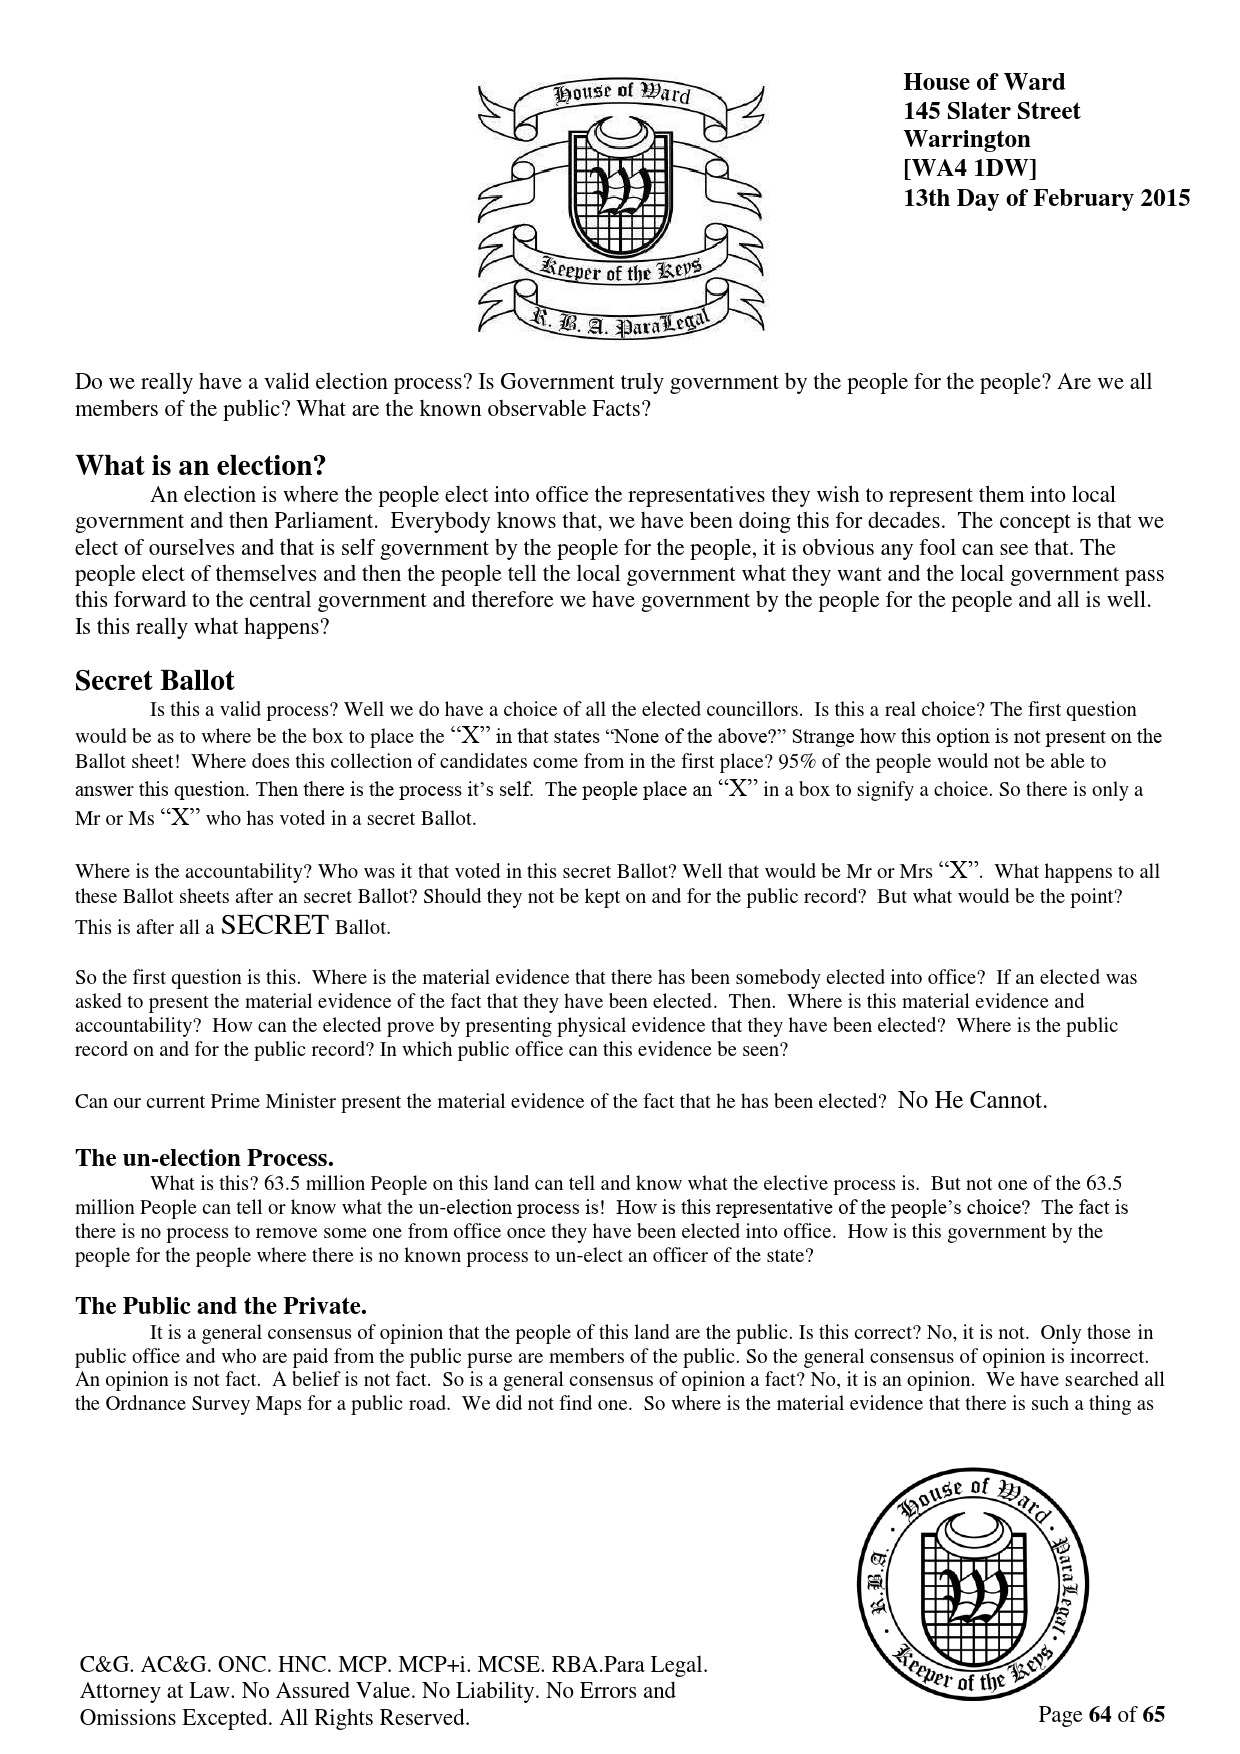 House of Ward
145 Slater Street
Warrington
[WA4 1DW]
13th Day of February 2015
House of Ward
W
Keeper of the Keys
R. B. A. ParaLegal
Do we really have a valid election process? Is Government truly government by the people for the people? Are we all
members of the public? What are the known observable Facts?
What is an election?
An election is where the people elect into office the representatives they wish to represent them into local
government and then Parliament.  Everybody knows that, we have been doing this for decades.  The concept is that we
elect of ourselves and that is self government by the people for the people, it is obvious any fool can see that. The
people elect of themselves and then the people tell the local government what they want and the local government pass
this forward to the central government and therefore we have government by the people for the people and all is well.
Is this really what happens?
Secret Ballot
Is this a valid process? Well we do have a choice of all the elected councillors.  Is this a real choice? The first question
would be as to where be the box to place the “X” in that states “None of the above?” Strange how this option is not present on the
Ballot sheet!  Where does this collection of candidates come from in the first place? 95% of the people would not be able to
answer this question. Then there is the process it’s self.  The people place an “X” in a box to signify a choice. So there is only a
Mr or Ms “X” who has voted in a secret Ballot.
Where is the accountability? Who was it that voted in this secret Ballot? Well that would be Mr or Mrs “X”.  What happens to all
these Ballot sheets after an secret Ballot? Should they not be kept on and for the public record?  But what would be the point?
This is after all a SECRET Ballot.
So the first question is this.  Where is the material evidence that there has been somebody elected into office?  If an elected was
asked to present the material evidence of the fact that they have been elected.  Then.  Where is this material evidence and
accountability?  How can the elected prove by presenting physical evidence that they have been elected?  Where is the public
record on and for the public record? In which public office can this evidence be seen?
Can our current Prime Minister present the material evidence of the fact that he has been elected?  No He Cannot.
The un-election Process.
What is this? 63.5 million People on this land can tell and know what the elective process is.  But not one of the 63.5
million People can tell or know what the un-election process is!  How is this representative of the people’s choice?  The fact is
there is no process to remove some one from office once they have been elected into office.  How is this government by the
people for the people where there is no known process to un-elect an officer of the state?
The Public and the Private.
It is a general consensus of opinion that the people of this land are the public. Is this correct? No, it is not.  Only those in
public office and who are paid from the public purse are members of the public. So the general consensus of opinion is incorrect.
An opinion is not fact.  A belief is not fact.  So is a general consensus of opinion a fact? No, it is an opinion.  We have searched all
the Ordnance Survey Maps for a public road.  We did not find one.  So where is the material evidence that there is such a thing as
· House of Ward · ParaLegal · Keeper of the Keys · R.B.A.
W
C&G. AC&G. ONC. HNC. MCP. MCP+i. MCSE. RBA.Para Legal.
Attorney at Law. No Assured Value. No Liability. No Errors and
Omissions Excepted. All Rights Reserved.
Page 64 of 65